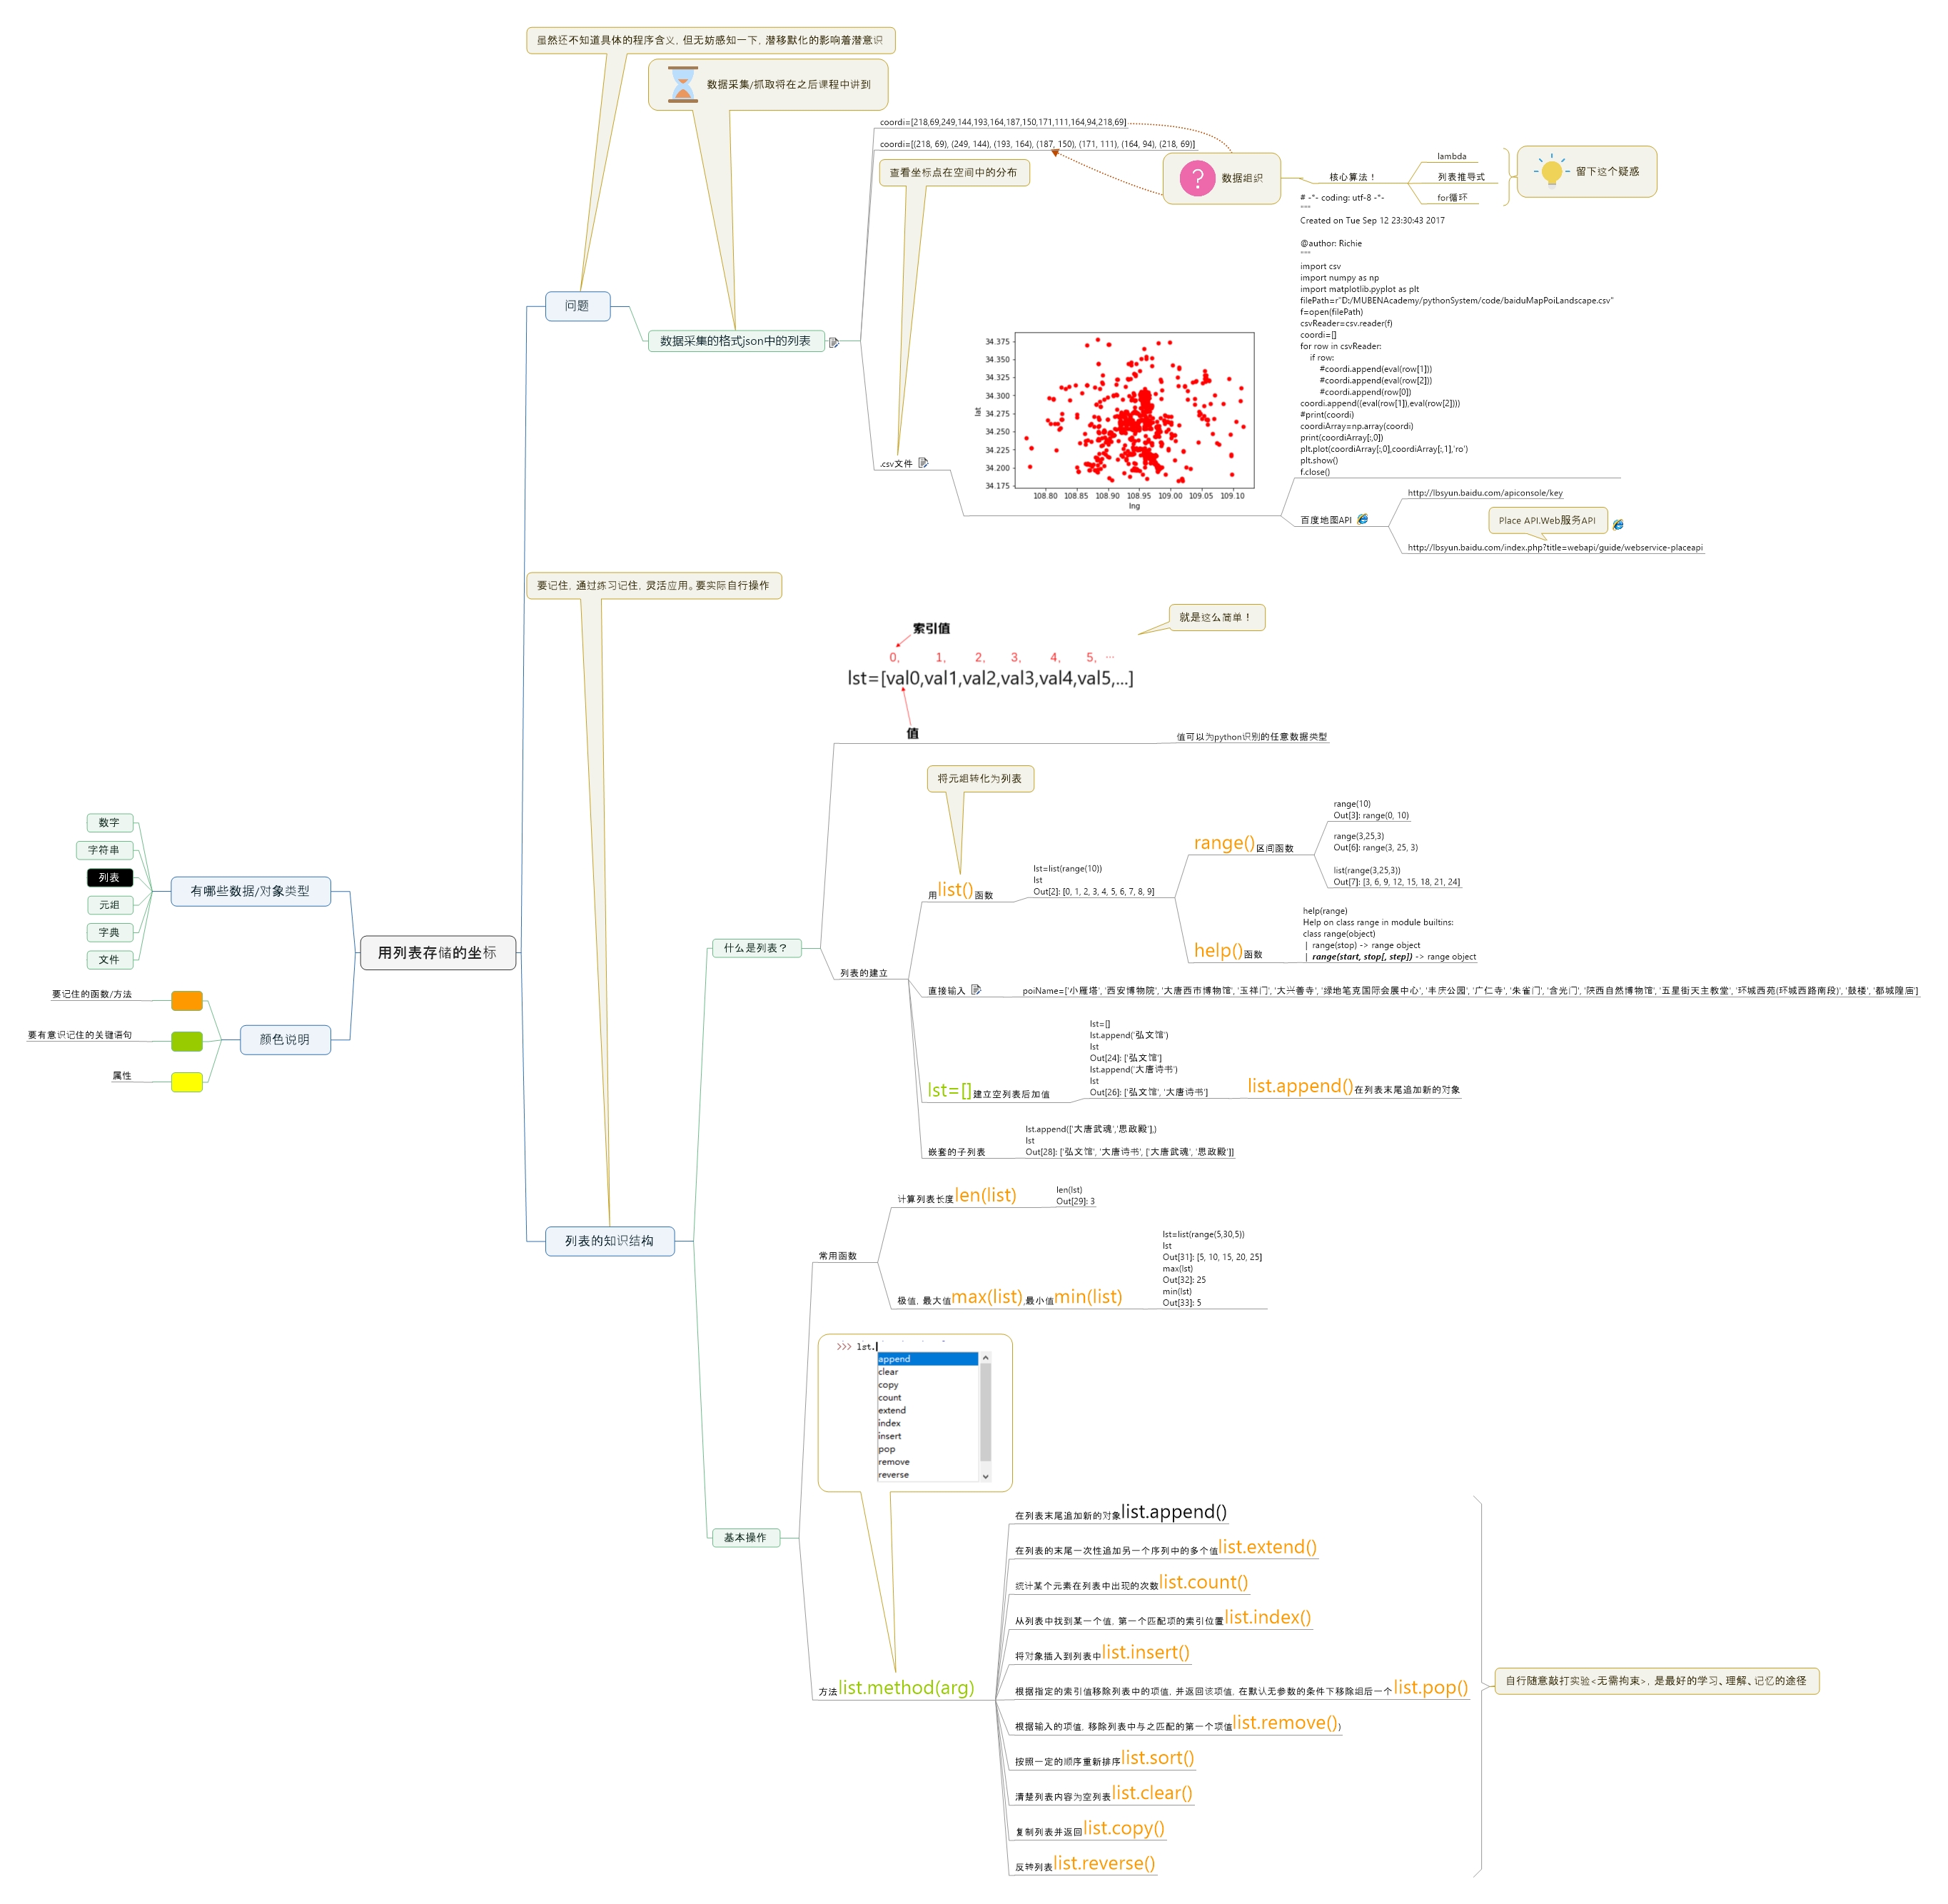 虽然还不知道具体的程序含义，但无妨感知一下，潜移默化的影响着潜意识
数据采集/抓取将在之后课程中讲到
coordi=[218,69,249,144,193,164,187,150,171,111,164,94,218,69]
coordi=[(218, 69), (249, 144), (193, 164), (187, 150), (171, 111), (164, 94), (218, 69)]
查看坐标点在空间中的分布
?
数据组织
核心算法！
lambda
列表推导式
for循环
留下这个疑惑
问题
数据采集的格式json中的列表
.csv文件
34.375
34.350
34.325
34.300
34.275
34.250
34.225
34.200
34.175
lat
108.80 108.85 108.90 108.95 109.00 109.05 109.10
lng
# -*- coding: utf-8 -*-
"""
Created on Tue Sep 12 23:30:43 2017
@author: Richie
"""
import csv
import numpy as np
import matplotlib.pyplot as plt
filePath=r"D:/MUBENAcademy/pythonSystem/code/baiduMapPoiLandscape.csv"
f=open(filePath)
csvReader=csv.reader(f)
coordi=[]
for row in csvReader:
if row:
#coordi.append(eval(row[1]))
#coordi.append(eval(row[2]))
#coordi.append(row[0])
coordi.append((eval(row[1]),eval(row[2])))
#print(coordi)
coordiArray=np.array(coordi)
print(coordiArray[:,0])
plt.plot(coordiArray[:,0],coordiArray[:,1],'ro')
plt.show()
f.close()
百度地图API
http://lbsyun.baidu.com/apiconsole/key
Place API.Web服务API
http://lbsyun.baidu.com/index.php?title=webapi/guide/webservice-placeapi
要记住，通过练习记住，灵活应用。要实际自行操作
就是这么简单！
索引值
0, 1, 2, 3, 4, 5, ...
lst=[val0,val1,val2,val3,val4,val5,...]
值
值可以为python识别的任意数据类型
将元组转化为列表
用list()函数
lst=list(range(10))
lst
Out[2]: [0, 1, 2, 3, 4, 5, 6, 7, 8, 9]
range()区间函数
range(10)
Out[3]: range(0, 10)
range(3,25,3)
Out[6]: range(3, 25, 3)
list(range(3,25,3))
Out[7]: [3, 6, 9, 12, 15, 18, 21, 24]
help()函数
help(range)
Help on class range in module builtins:
class range(object)
| range(stop) -> range object
| range(start, stop[, step]) -> range object
什么是列表？
列表的建立
直接输入
poiName=['小雁塔', '西安博物院', '大唐西市博物馆', '玉祥门', '大兴善寺', '绿地笔克国际会展中心', '丰庆公园', '广仁寺', '朱雀门', '含光门', '陕西自然博物馆', '五星街天主教堂', '环城西苑(环城西路南段)', '鼓楼', '都城隍庙']
lst=[]建立空列表后加值
lst=[]
lst.append('弘文馆')
lst
Out[24]: ['弘文馆']
lst.append('大唐诗书')
lst
Out[26]: ['弘文馆', '大唐诗书']
list.append()在列表末尾追加新的对象
嵌套的子列表
lst.append(['大唐武魂','思政殿'],)
lst
Out[28]: ['弘文馆', '大唐诗书', ['大唐武魂', '思政殿']]
数字
字符串
列表
元组
字典
文件
有哪些数据/对象类型
用列表存储的坐标
要记住的函数/方法
要有意识记住的关键语句
属性
颜色说明
列表的知识结构
常用函数
计算列表长度len(list)
len(lst)
Out[29]: 3
极值，最大值max(list),最小值min(list)
lst=list(range(5,30,5))
lst
Out[31]: [5, 10, 15, 20, 25]
max(lst)
Out[32]: 25
min(lst)
Out[33]: 5
>>> lst.
append
clear
copy
count
extend
index
insert
pop
remove
reverse
基本操作
方法list.method(arg)
在列表末尾追加新的对象list.append()
在列表的末尾一次性追加另一个序列中的多个值list.extend()
统计某个元素在列表中出现的次数list.count()
从列表中找到某一个值，第一个匹配项的索引位置list.index()
将对象插入到列表中list.insert()
根据指定的索引值移除列表中的项值，并返回该项值，在默认无参数的条件下移除组后一个list.pop()
根据输入的项值，移除列表中与之匹配的第一个项值list.remove())
按照一定的顺序重新排序list.sort()
清楚列表内容为空列表list.clear()
复制列表并返回list.copy()
反转列表list.reverse()
自行随意敲打实验<无需拘束>，是最好的学习、理解、记忆的途径